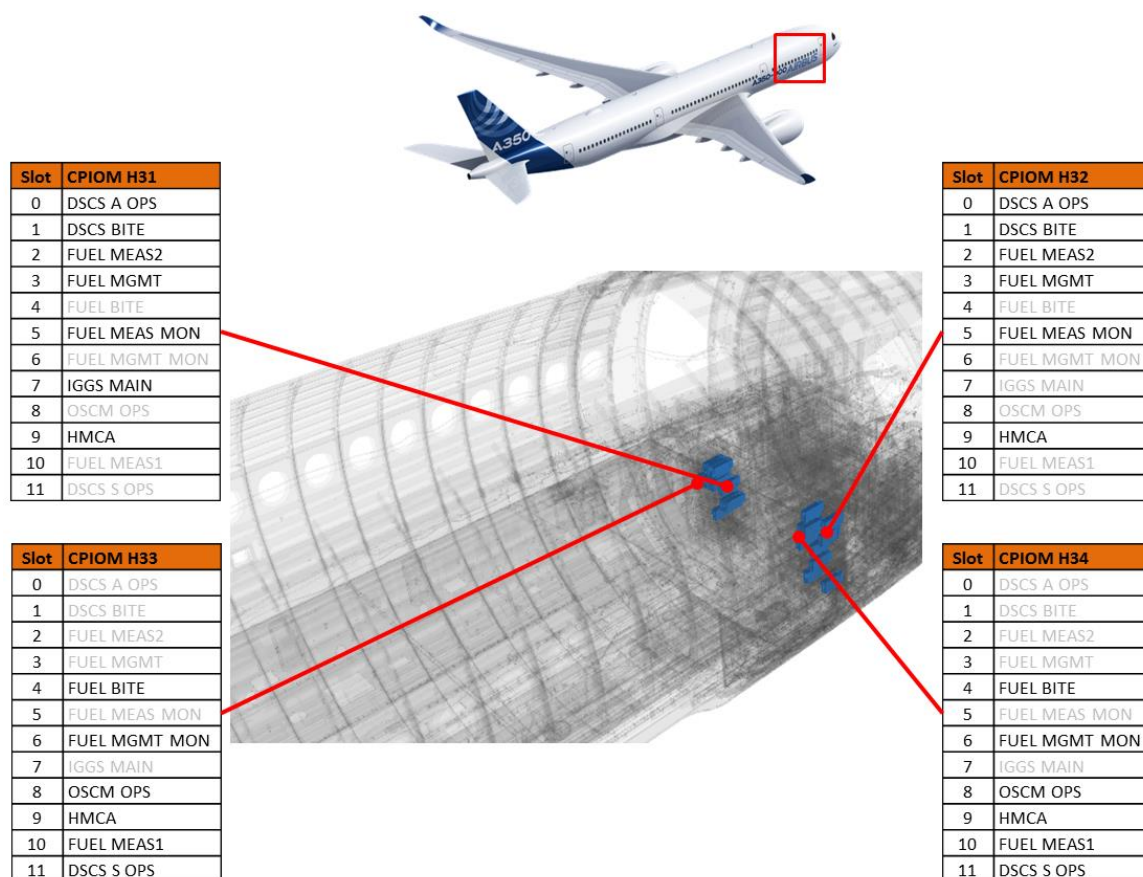 A350-900 AIRBUS
A350
Slot CPIOM H31
0 DSCS A OPS
1 DSCS BITE
2 FUEL MEAS2
3 FUEL MGMT
4 FUEL BITE
5 FUEL MEAS MON
6 FUEL MGMT MON
7 IGGS MAIN
8 OSCM OPS
9 HMCA
10 FUEL MEAS1
11 DSCS S OPS
Slot CPIOM H32
0 DSCS A OPS
1 DSCS BITE
2 FUEL MEAS2
3 FUEL MGMT
4 FUEL BITE
5 FUEL MEAS MON
6 FUEL MGMT MON
7 IGGS MAIN
8 OSCM OPS
9 HMCA
10 FUEL MEAS1
11 DSCS S OPS
Slot CPIOM H33
0 DSCS A OPS
1 DSCS BITE
2 FUEL MEAS2
3 FUEL MGMT
4 FUEL BITE
5 FUEL MEAS MON
6 FUEL MGMT MON
7 IGGS MAIN
8 OSCM OPS
9 HMCA
10 FUEL MEAS1
11 DSCS S OPS
Slot CPIOM H34
0 DSCS A OPS
1 DSCS BITE
2 FUEL MEAS2
3 FUEL MGMT
4 FUEL BITE
5 FUEL MEAS MON
6 FUEL MGMT MON
7 IGGS MAIN
8 OSCM OPS
9 HMCA
10 FUEL MEAS1
11 DSCS S OPS